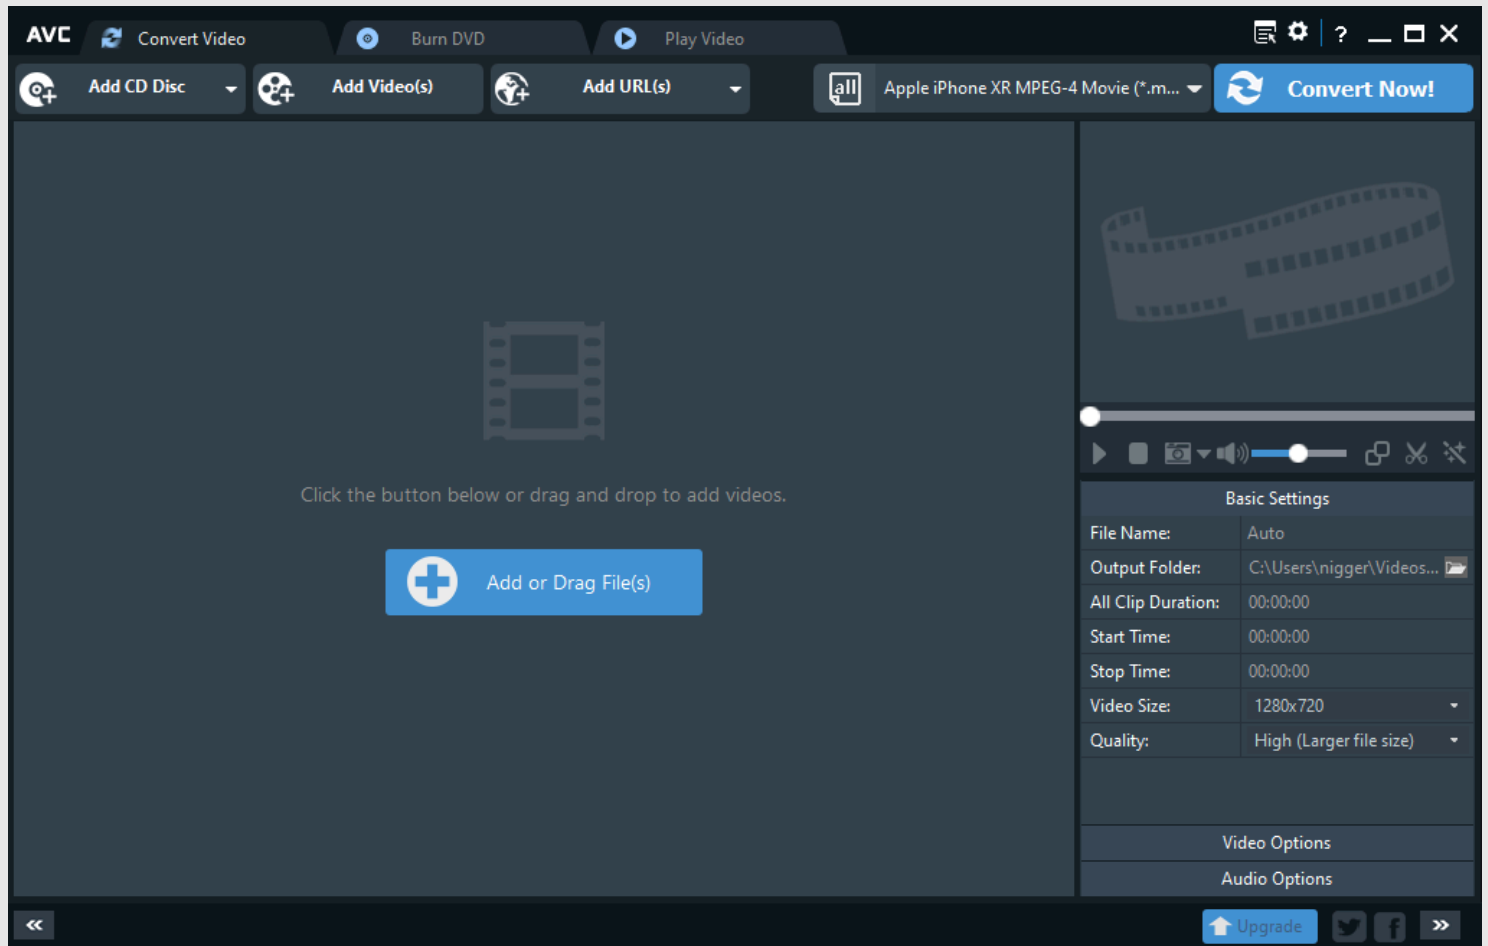 AVC Convert Video Burn DVD Play Video ?
Add CD Disc Add Video(s) Add URL(s) all Apple iPhone XR MPEG-4 Movie (*.m... Convert Now!
Click the button below or drag and drop to add videos.
Add or Drag File(s)
Basic Settings
File Name: Auto
Output Folder: C:\Users\nigger\Videos...
All Clip Duration: 00:00:00
Start Time: 00:00:00
Stop Time: 00:00:00
Video Size: 1280x720
Quality: High (Larger file size)
Video Options
Audio Options
Upgrade